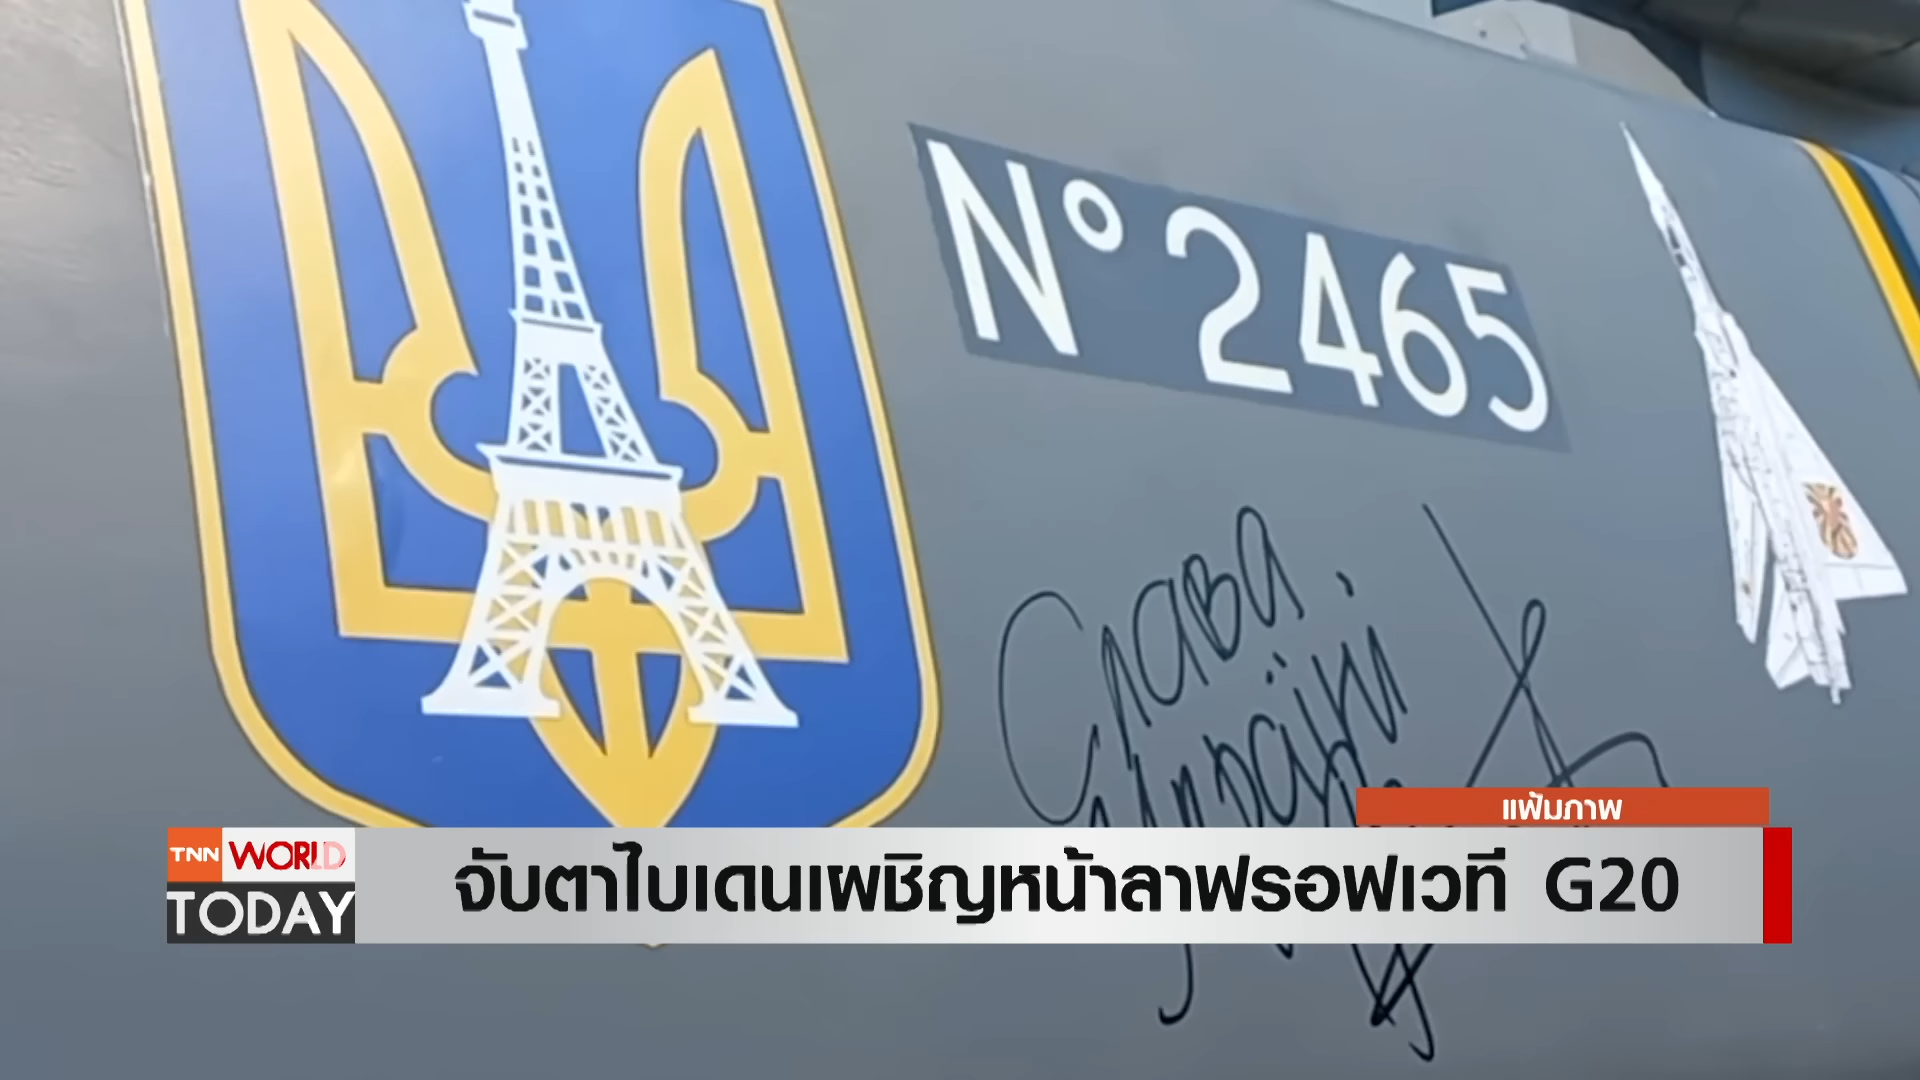 N° 2465
Слава
Україні
แฟ้มภาพ
TNN WORLD
TODAY
จับตาไบเดนเผชิญหน้าลาฟรอฟเวที G20